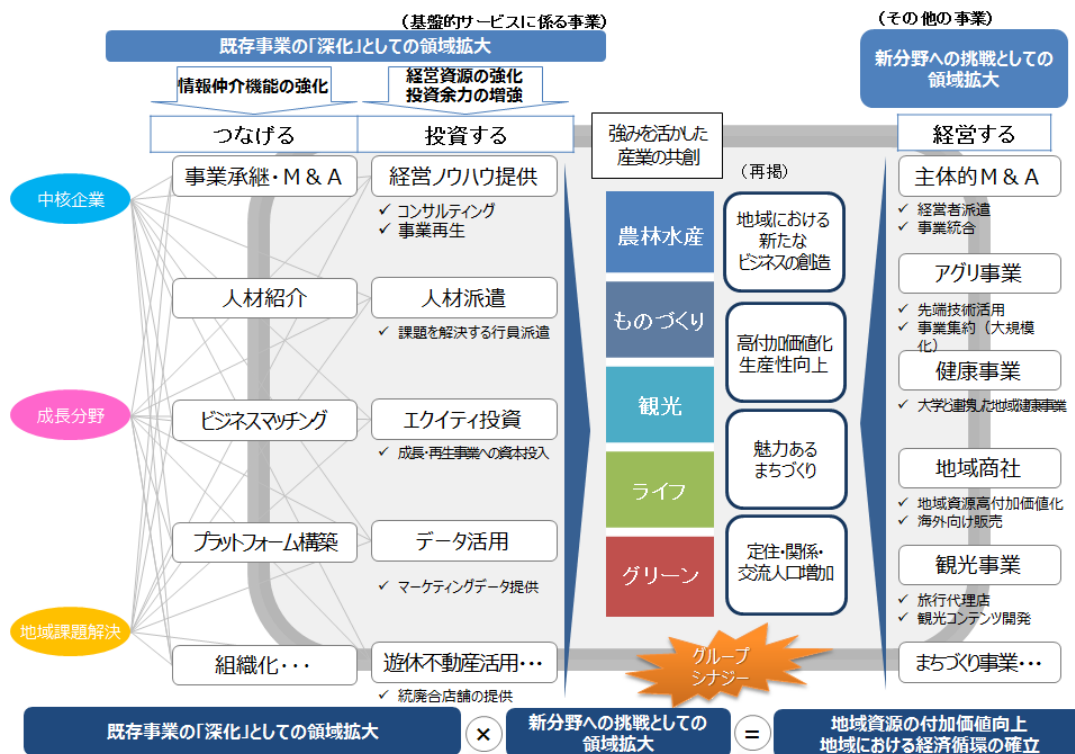 (基盤的サービスに係る事業)
既存事業の「深化」としての領域拡大
(その他の事業)
新分野への挑戦としての
領域拡大
情報仲介機能の強化
経営資源の強化
投資余力の増強
つなげる
投資する
強みを活かした
産業の共創
経営する
中核企業
成長分野
地域課題解決
事業承継・M&A
人材紹介
ビジネスマッチング
プラットフォーム構築
組織化・・・
経営ノウハウ提供
✓ コンサルティング
✓ 事業再生
人材派遣
✓ 課題を解決する行員派遣
エクイティ投資
✓ 成長・再生事業への資本投入
データ活用
✓ マーケティングデータ提供
遊休不動産活用・・・
✓ 統廃合店舗の提供
農林水産
ものづくり
観光
ライフ
グリーン
(再掲)
地域における
新たな
ビジネスの創造
高付加価値化
生産性向上
魅力ある
まちづくり
定住・関係・
交流人口増加
グループ
シナジー
主体的M&A
✓ 経営者派遣
✓ 事業統合
アグリ事業
✓ 先端技術活用
✓ 事業集約(大規模
化)
健康事業
✓ 大学と連携した地域健康事業
地域商社
✓ 地域資源高付加価値化
✓ 海外向け販売
観光事業
✓ 旅行代理店
✓ 観光コンテンツ開発
まちづくり事業・・・
既存事業の「深化」としての領域拡大
×
新分野への挑戦としての
領域拡大
=
地域資源の付加価値向上
地域における経済循環の確立